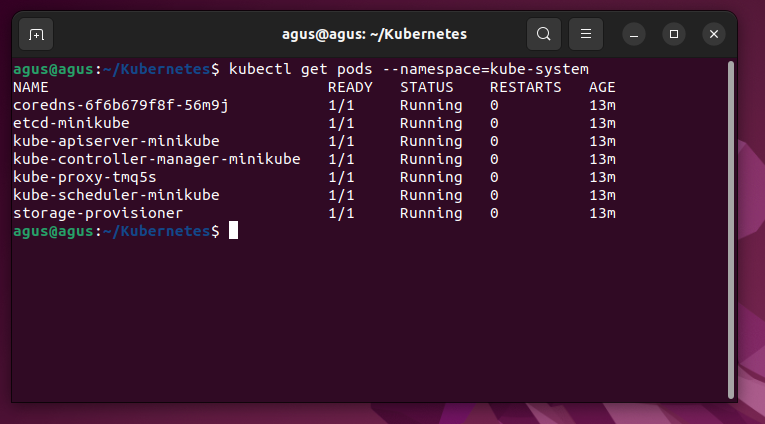 agus@agus: ~/Kubernetes
agus@agus:~/Kubernetes$ kubectl get pods --namespace=kube-system
NAME                               READY   STATUS    RESTARTS   AGE
coredns-6f6b679f8f-56m9j           1/1     Running   0          13m
etcd-minikube                      1/1     Running   0          13m
kube-apiserver-minikube            1/1     Running   0          13m
kube-controller-manager-minikube   1/1     Running   0          13m
kube-proxy-tmq5s                   1/1     Running   0          13m
kube-scheduler-minikube            1/1     Running   0          13m
storage-provisioner                1/1     Running   0          13m
agus@agus:~/Kubernetes$